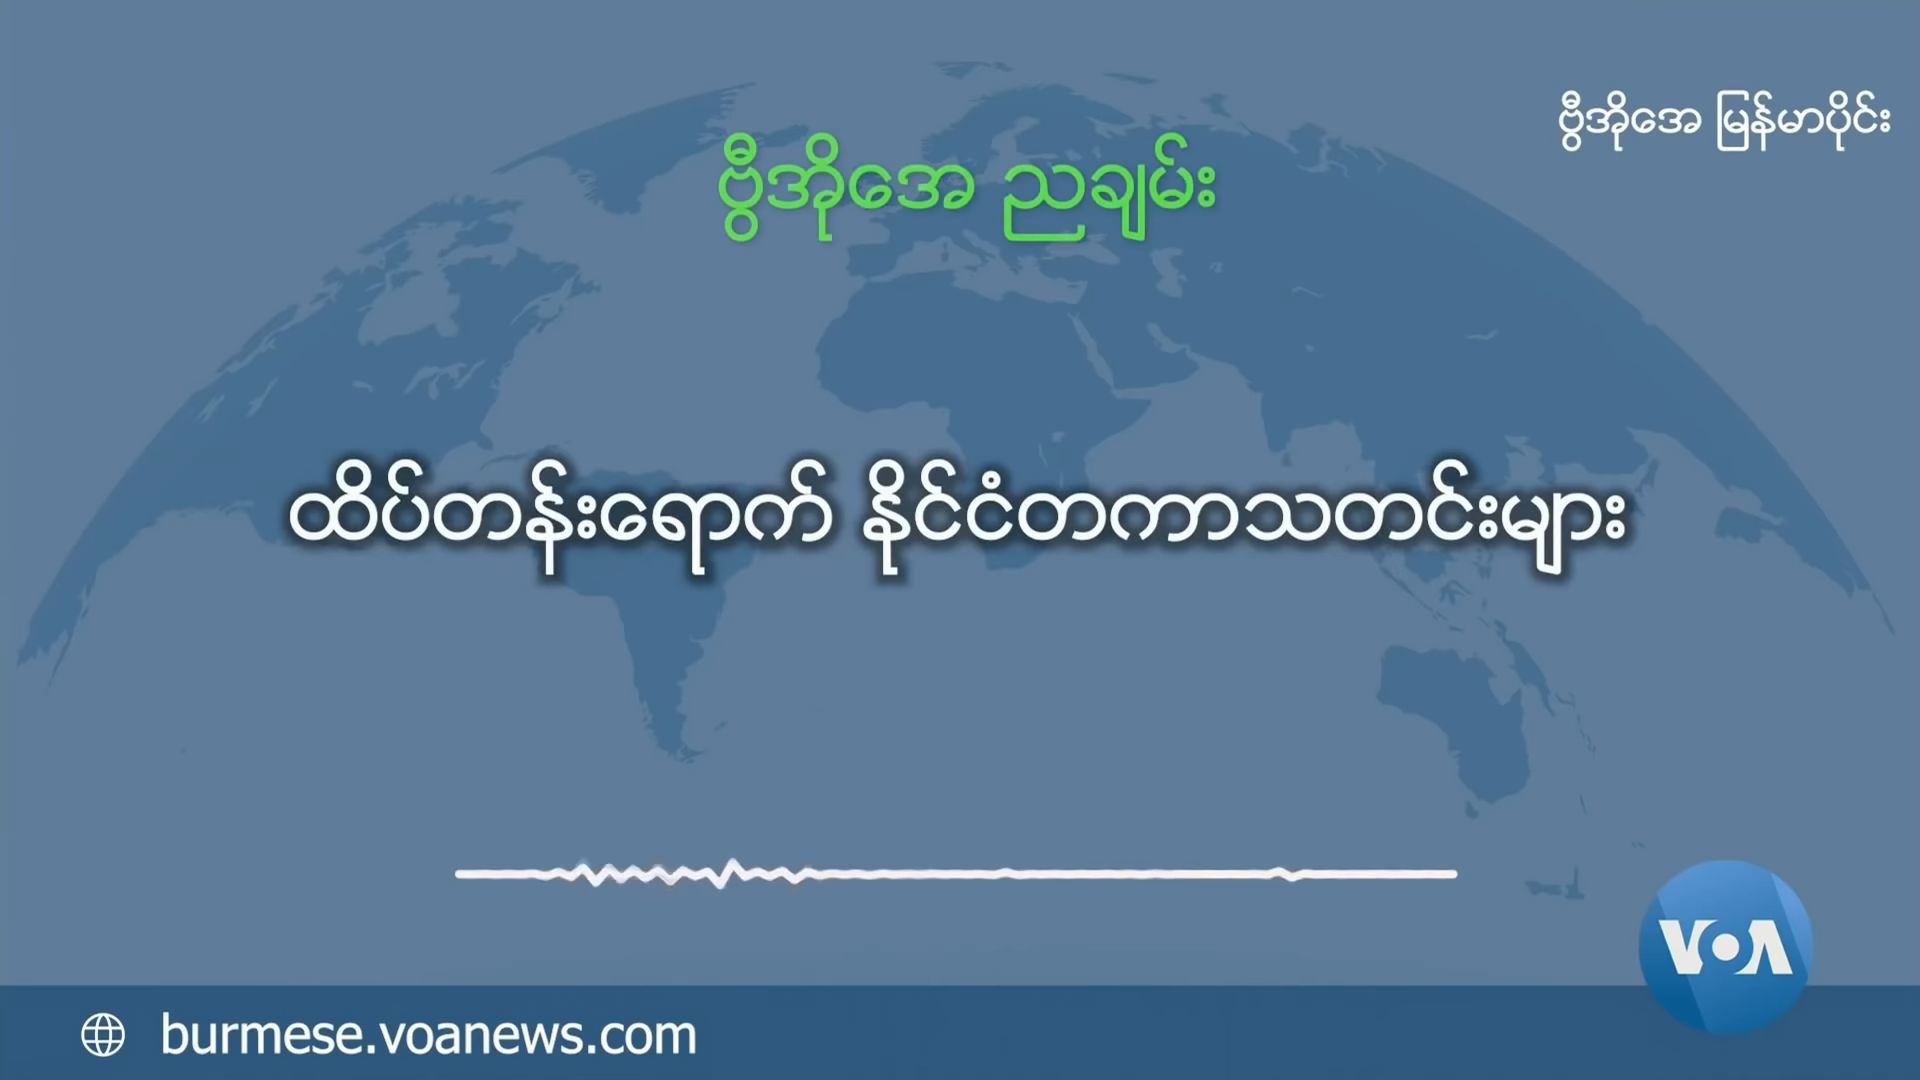 ဗွီအိုအေ မြန်မာပိုင်း
ဗွီအိုအေ ညချမ်း
ထိပ်တန်းရောက် နိုင်ငံတကာသတင်းများ
VOA
burmese.voanews.com